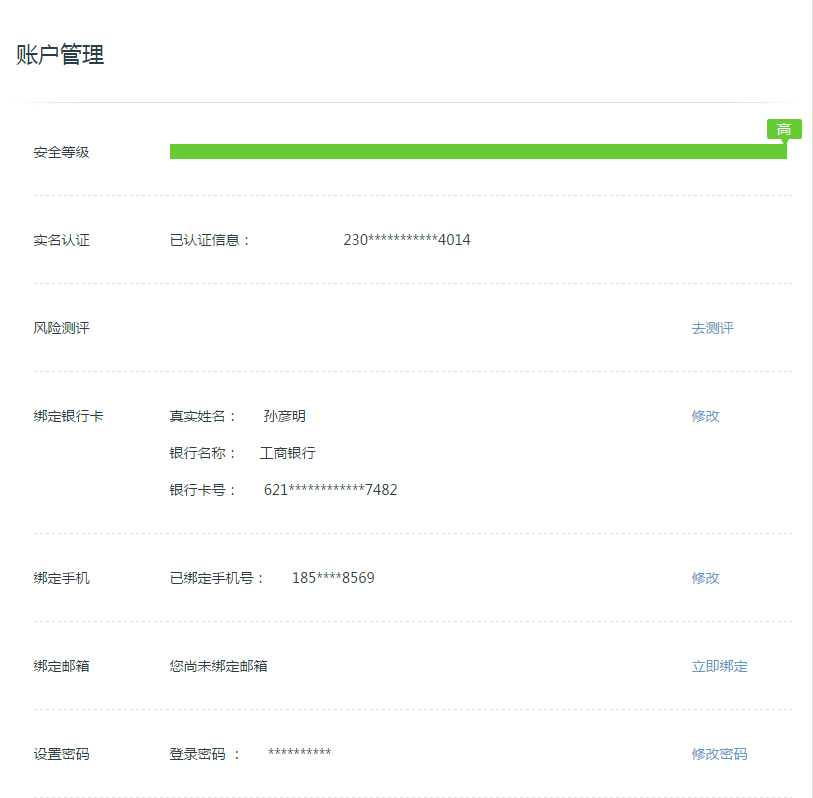 账户管理
高
安全等级
实名认证 已认证信息： 230***********4014
风险测评 去测评
绑定银行卡 真实姓名： 孙彦明 修改
银行名称： 工商银行
银行卡号： 621************7482
绑定手机 已绑定手机号： 185****8569 修改
绑定邮箱 您尚未绑定邮箱 立即绑定
设置密码 登录密码 ： ********** 修改密码